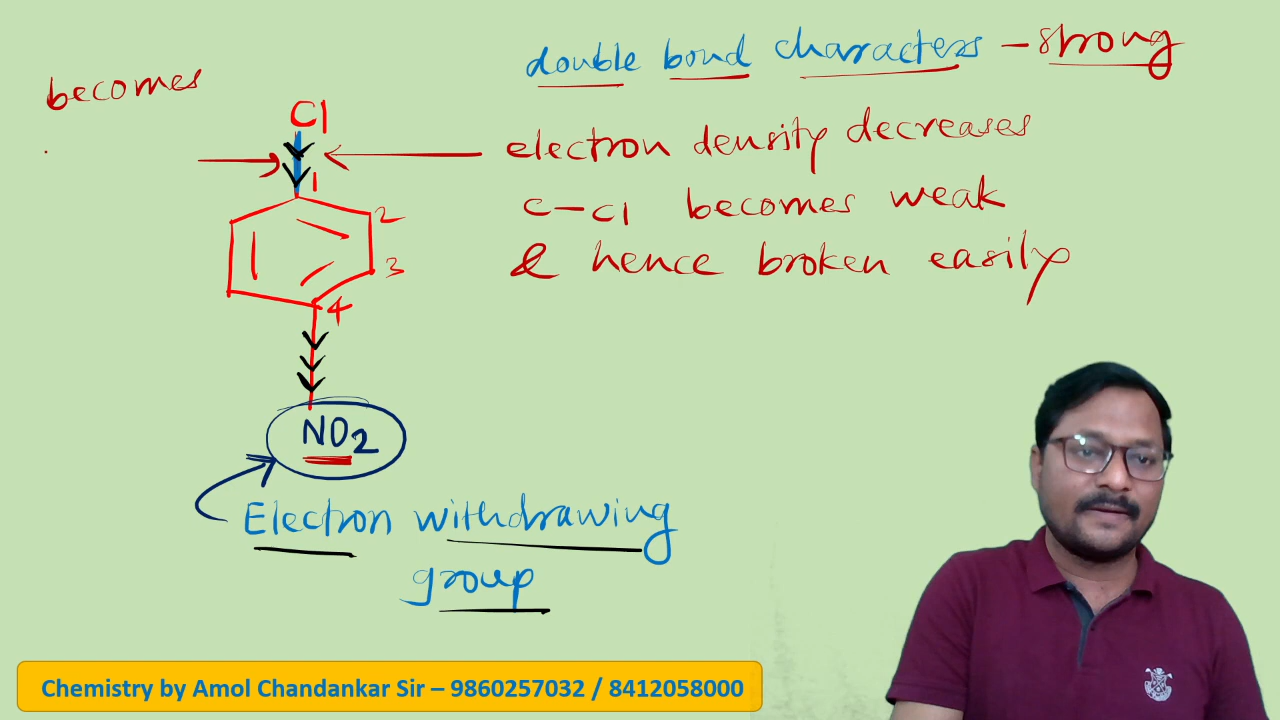 double bond characters - strong
becomes
Cl
electron density decreases
1
2
C-Cl becomes weak
3
& hence broken easily
4
NO2
Electron withdrawing
group
Chemistry by Amol Chandankar Sir – 9860257032 / 8412058000